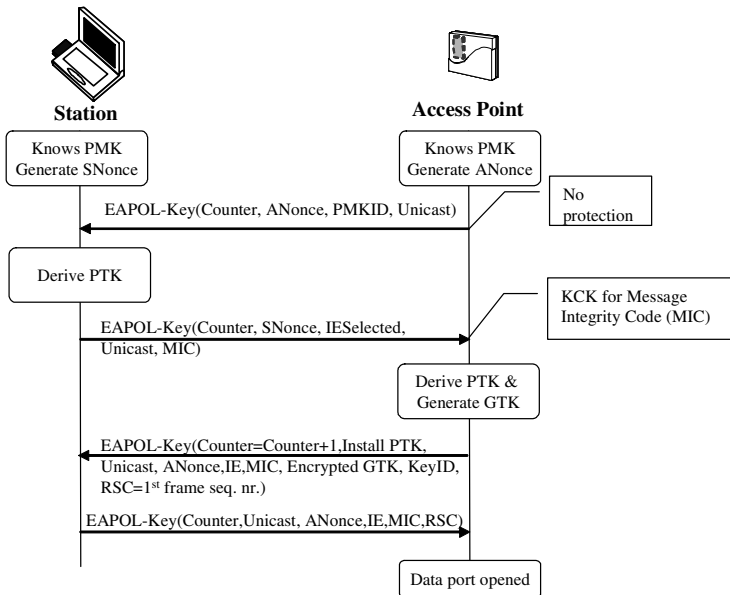 Station
Access Point
Knows PMK
Generate SNonce
Knows PMK
Generate ANonce
No
protection
EAPOL-Key(Counter, ANonce, PMKID, Unicast)
Derive PTK
KCK for Message
Integrity Code (MIC)
EAPOL-Key(Counter, SNonce, IESelected,
Unicast, MIC)
Derive PTK &
Generate GTK
EAPOL-Key(Counter=Counter+1,Install PTK,
Unicast, ANonce,IE,MIC, Encrypted GTK, KeyID,
RSC=1st frame seq. nr.)
EAPOL-Key(Counter,Unicast, ANonce,IE,MIC,RSC)
Data port opened